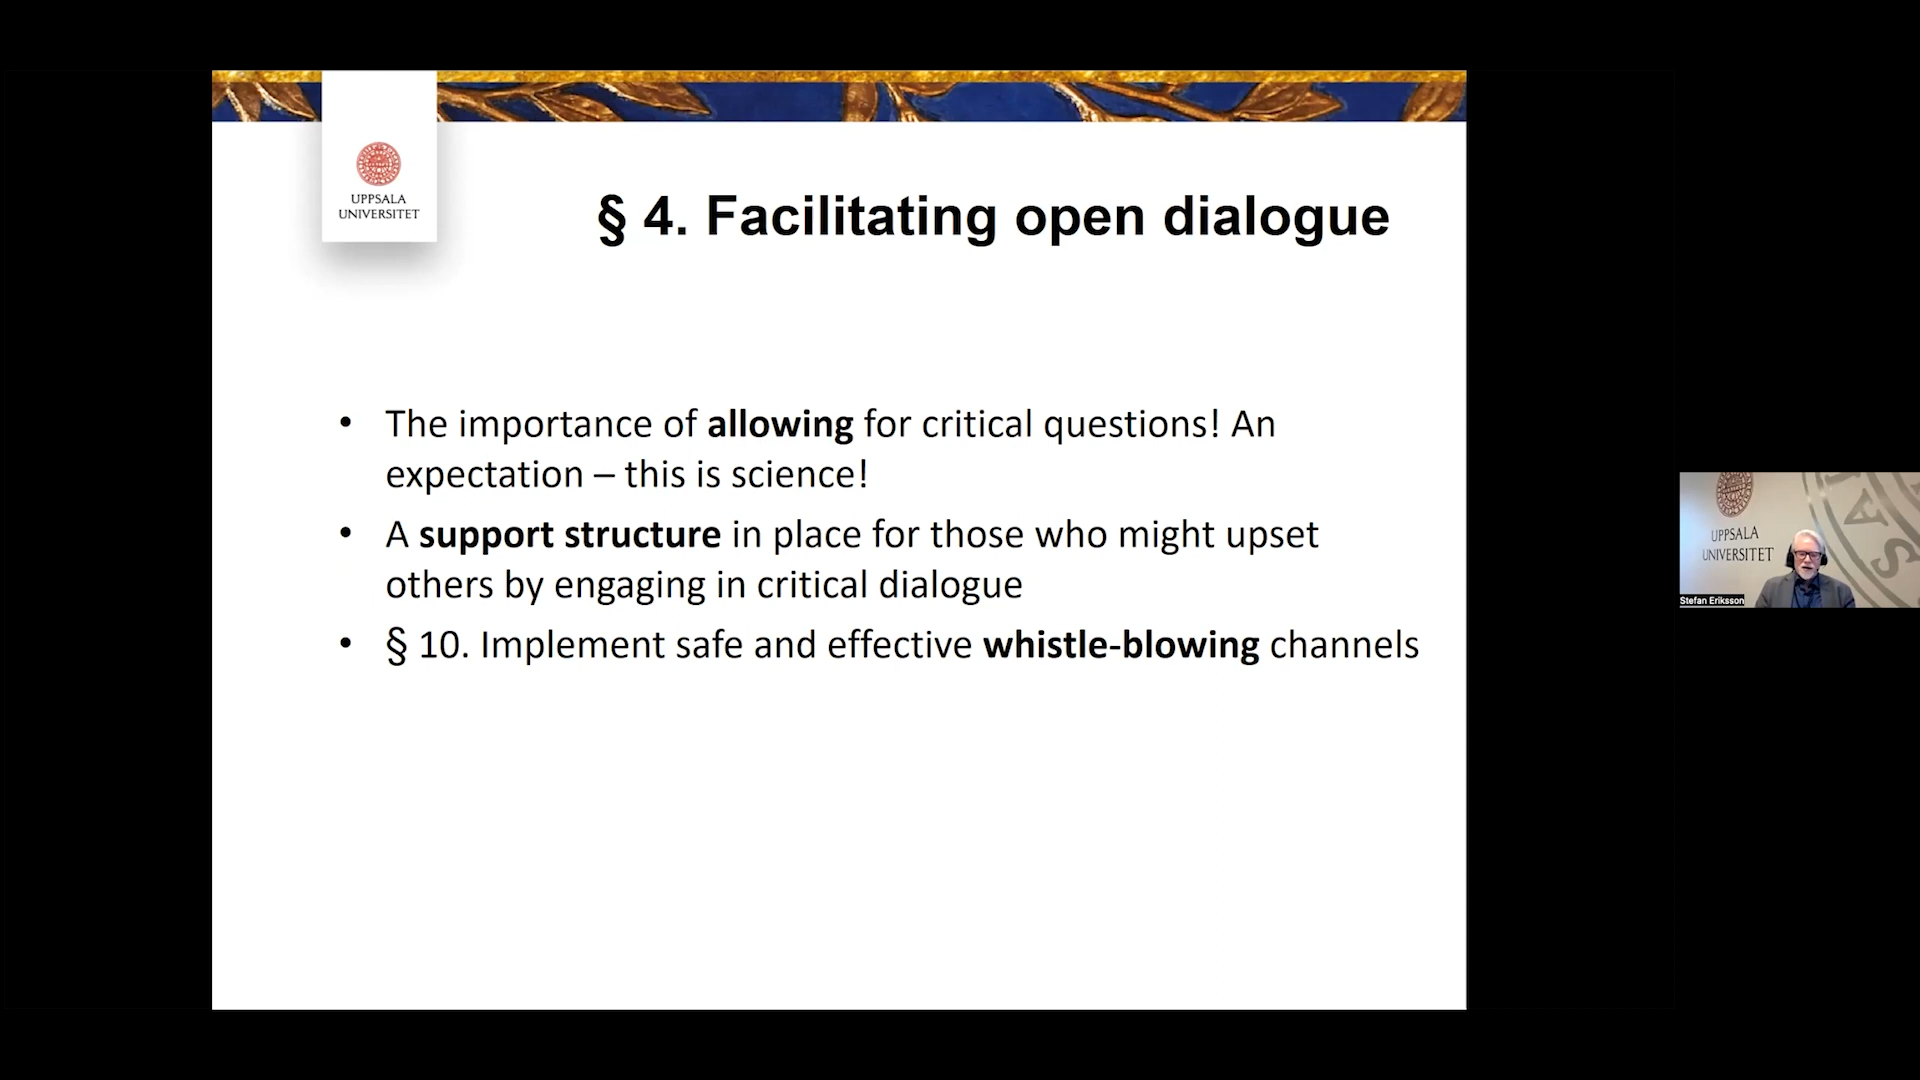 UPPSALA
UNIVERSITET
§ 4. Facilitating open dialogue
• The importance of allowing for critical questions! An
expectation – this is science!
• A support structure in place for those who might upset
others by engaging in critical dialogue
• § 10. Implement safe and effective whistle-blowing channels
UPPSALA
UNIVERSITET
Stefan Eriksson